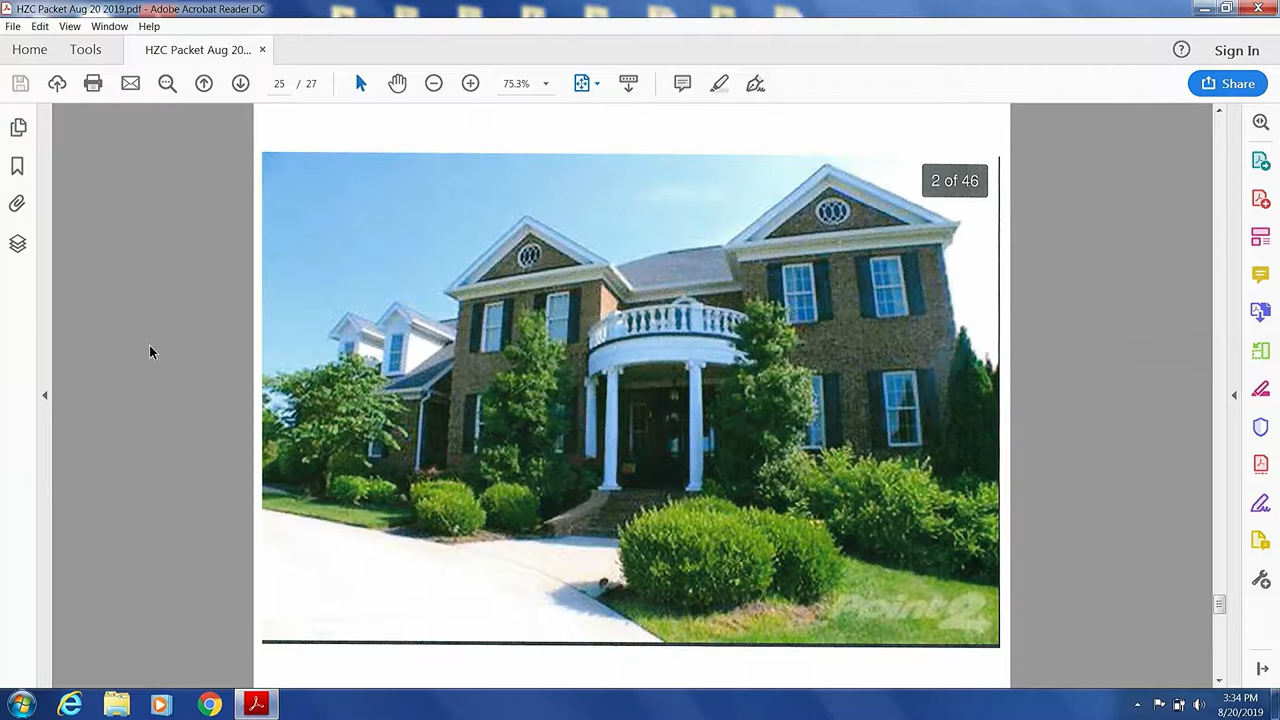 HZC Packet Aug 20 2019.pdf - Adobe Acrobat Reader DC
File Edit View Window Help
Home Tools HZC Packet Aug 20... Sign In
25 / 27 75.3% Share
2 of 46
Point2
3:34 PM
8/20/2019